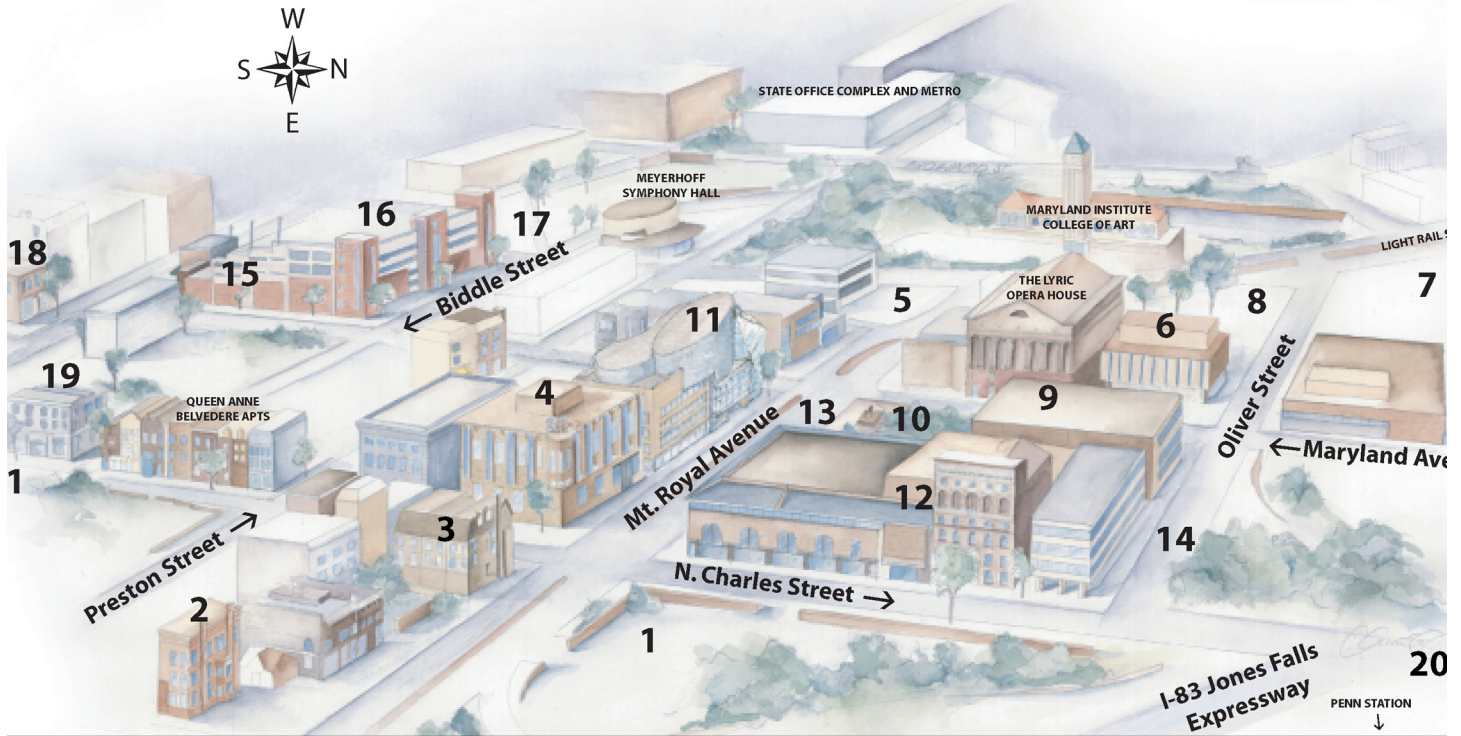 W
S
N
E
STATE OFFICE COMPLEX AND METRO
MEYERHOFF
SYMPHONY HALL
16
17
MARYLAND INSTITUTE
COLLEGE OF ART
LIGHT RAIL S
18
15
← Biddle Street
THE LYRIC
OPERA HOUSE
5
8
7
11
6
19
QUEEN ANNE
BELVEDERE APTS
4
13
10
9
Oliver Street
← Maryland Ave
1
Mt. Royal Avenue
12
3
14
Preston Street →
N. Charles Street →
2
1
I-83 Jones Falls
Expressway
20
PENN STATION
↓